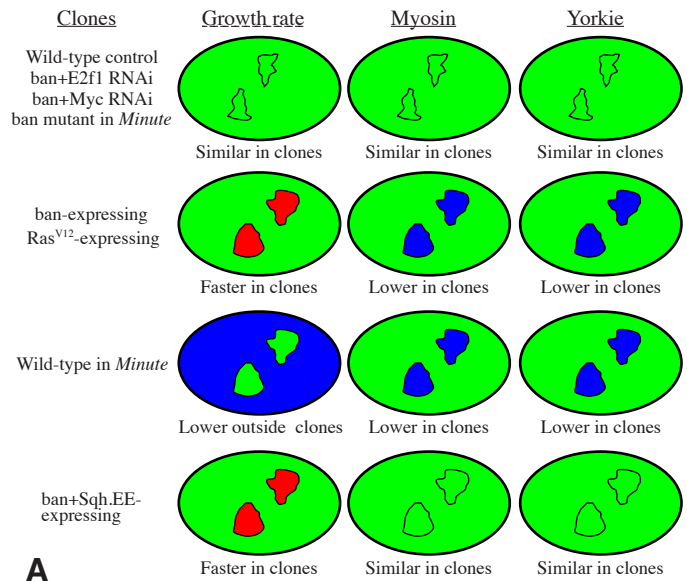 Clones Growth rate Myosin Yorkie
Wild-type control
ban+E2f1 RNAi
ban+Myc RNAi
ban mutant in Minute
Similar in clones Similar in clones Similar in clones
ban-expressing
RasV12-expressing
Faster in clones Lower in clones Lower in clones
Wild-type in Minute
Lower outside clones Lower in clones Lower in clones
ban+Sqh.EE-
expressing
Faster in clones Similar in clones Similar in clones
A